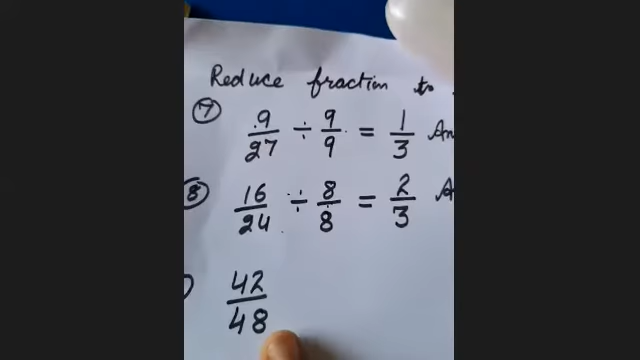 Reduce fraction to
7 9/27 ÷ 9/9 = 1/3
8 16/24 ÷ 8/8 = 2/3
42/48